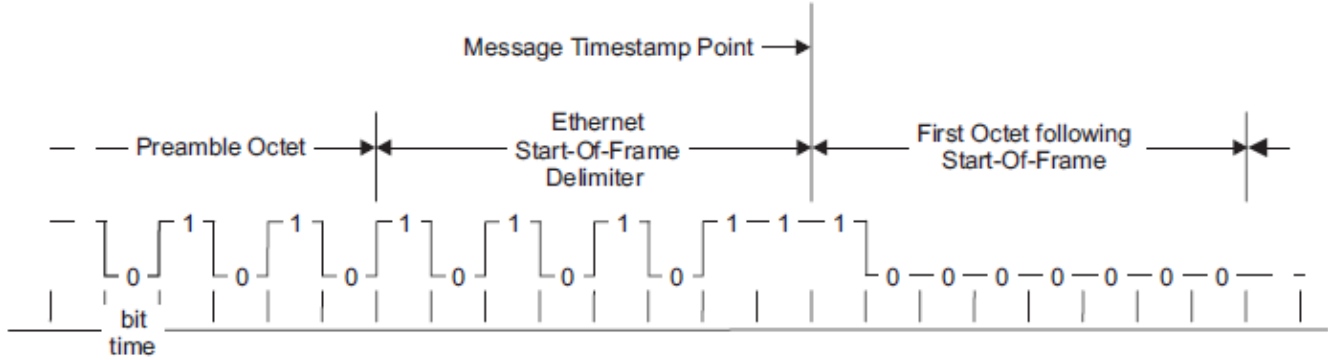 Message Timestamp Point
Preamble Octet
Ethernet
Start-Of-Frame
Delimiter
First Octet following
Start-Of-Frame
1 1 1 1 1 1 1 1
0 0 0 0 0 0 0 0 0 0 0 0 0
bit
time